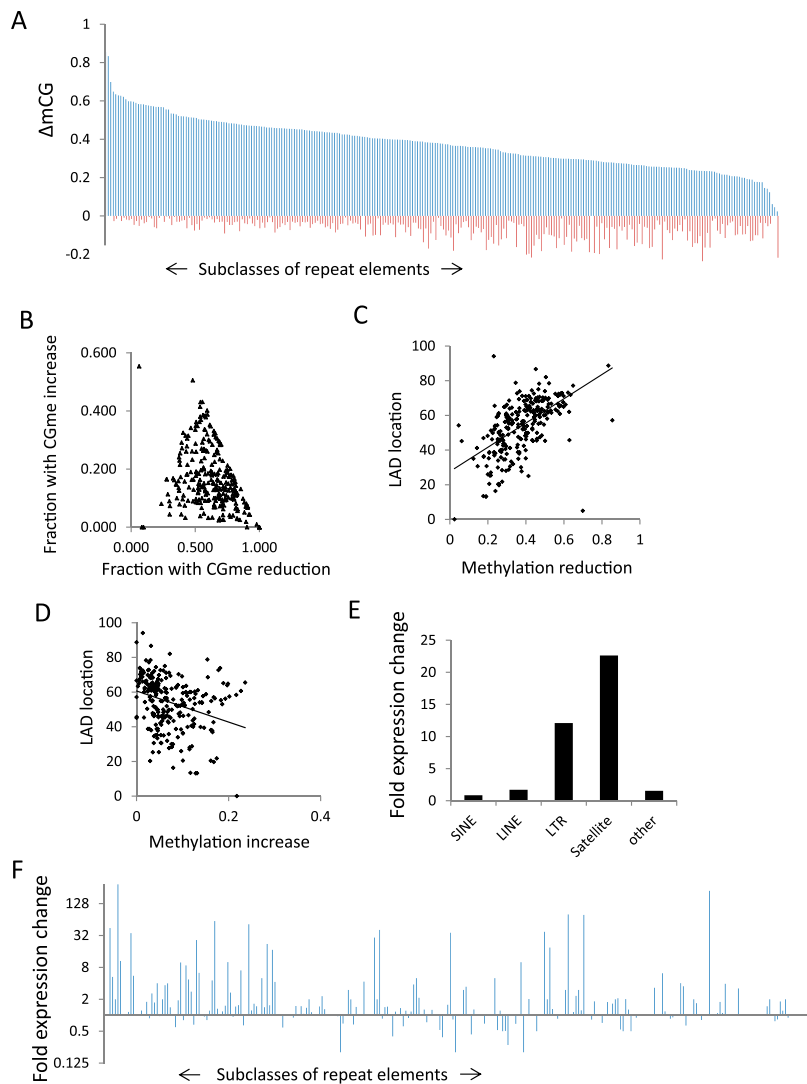 A
1
0.8
0.6
0.4
0.2
0
-0.2
ΔmCG
← Subclasses of repeat elements →
B
0.600
0.400
0.200
0.000
Fraction with CGme increase
0.000 0.500 1.000
Fraction with CGme reduction
C
100
80
60
40
20
0
LAD location
0 0.2 0.4 0.6 0.8 1
Methylation reduction
D
100
80
60
40
20
0
LAD location
0 0.2 0.4
Methylation increase
E
25
20
15
10
5
0
Fold expression change
SINE LINE LTR Satellite other
F
128
32
8
2
0.5
0.125
Fold expression change
← Subclasses of repeat elements →